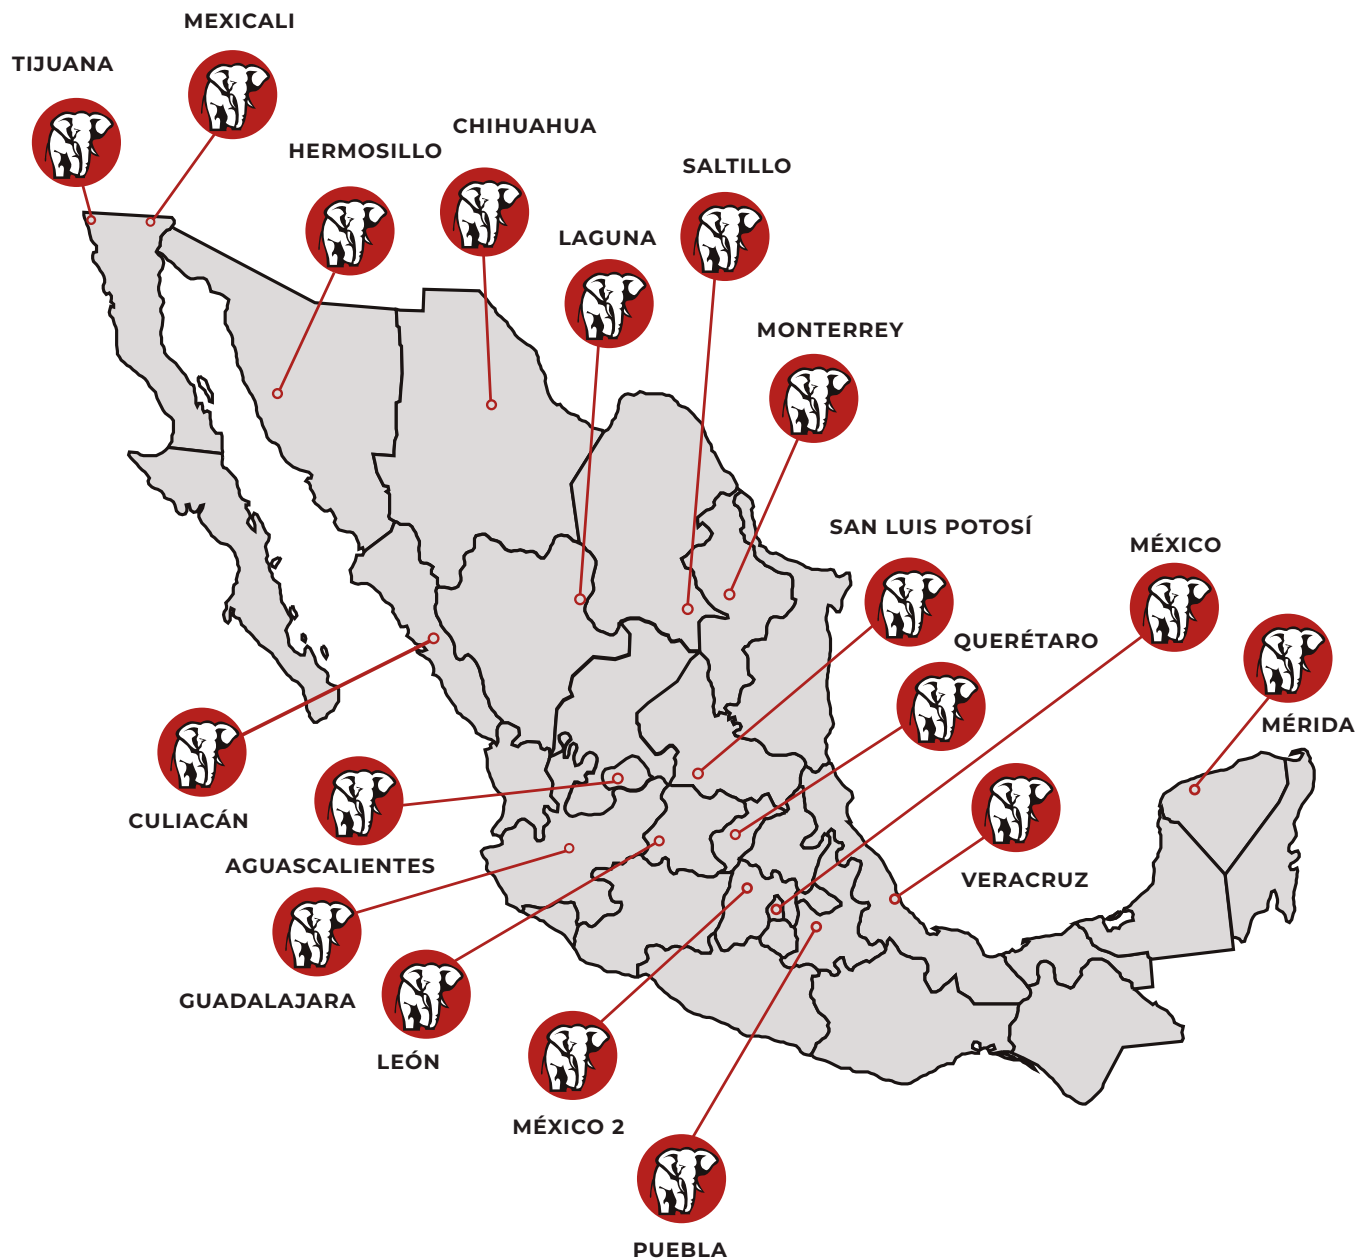 MEXICALI
TIJUANA
CHIHUAHUA
HERMOSILLO
SALTILLO
LAGUNA
MONTERREY
SAN LUIS POTOSÍ
MÉXICO
QUERÉTARO
MÉRIDA
CULIACÁN
AGUASCALIENTES
VERACRUZ
GUADALAJARA
LEÓN
MÉXICO 2
PUEBLA